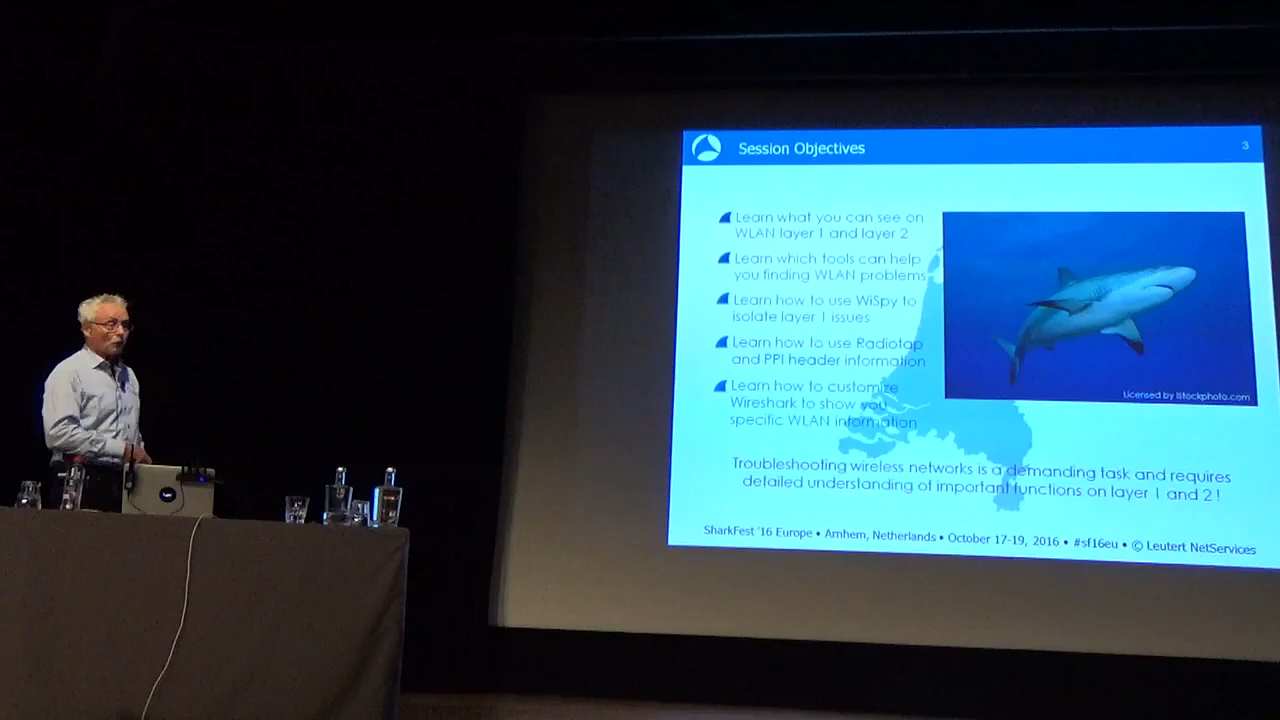 Session Objectives
3
Learn what you can see on
WLAN layer 1 and layer 2
Learn which tools can help
you finding WLAN problems
Learn how to use WiSpy to
isolate layer 1 issues
Learn how to use Radiotap
and PPI header information
Learn how to customize
Wireshark to show you
specific WLAN information
Licensed by istockphoto.com
Troubleshooting wireless networks is a demanding task and requires
detailed understanding of important functions on layer 1 and 2 !
SharkFest '16 Europe • Arnhem, Netherlands • October 17-19, 2016 • #sf16eu • © Leutert NetServices